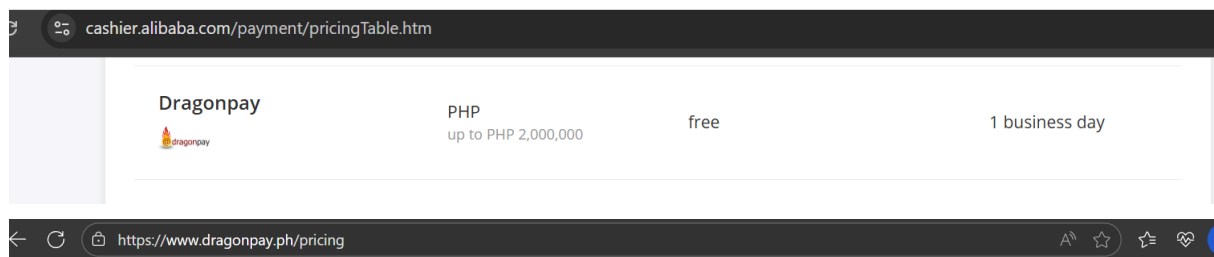 cashier.alibaba.com/payment/pricingTable.htm
Dragonpay
PHP
up to PHP 2,000,000
free
1 business day
dragonpay
https://www.dragonpay.ph/pricing